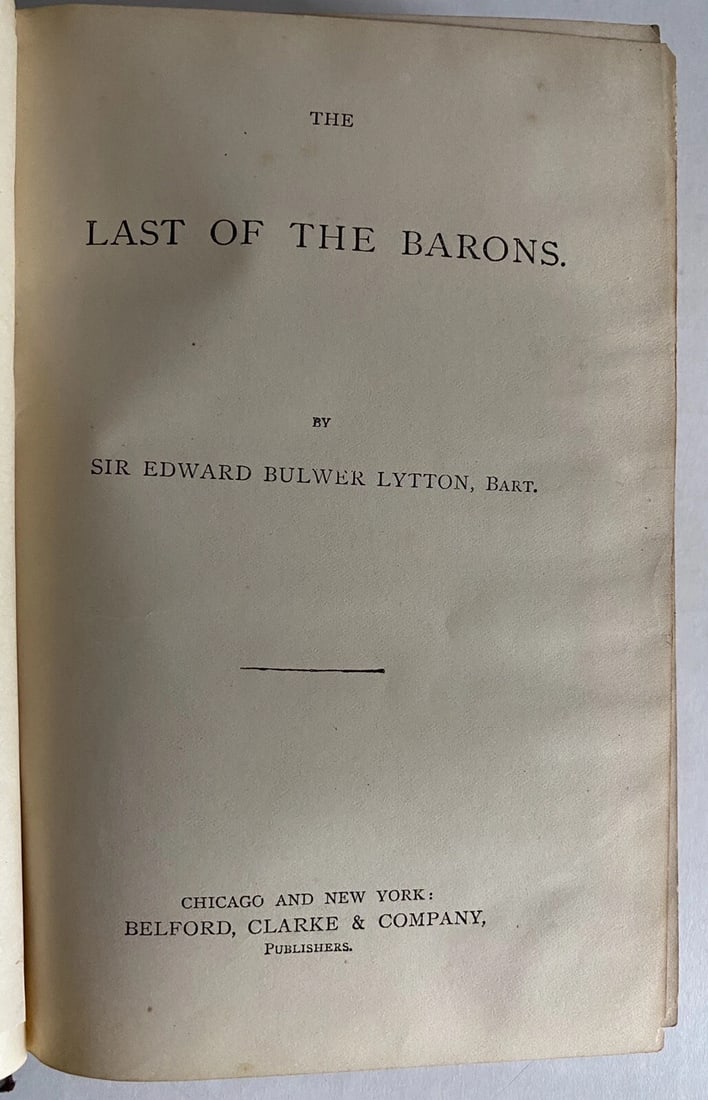 THE
LAST OF THE BARONS.
BY
SIR EDWARD BULWER LYTTON, BART.
CHICAGO AND NEW YORK:
BELFORD, CLARKE & COMPANY,
PUBLISHERS.